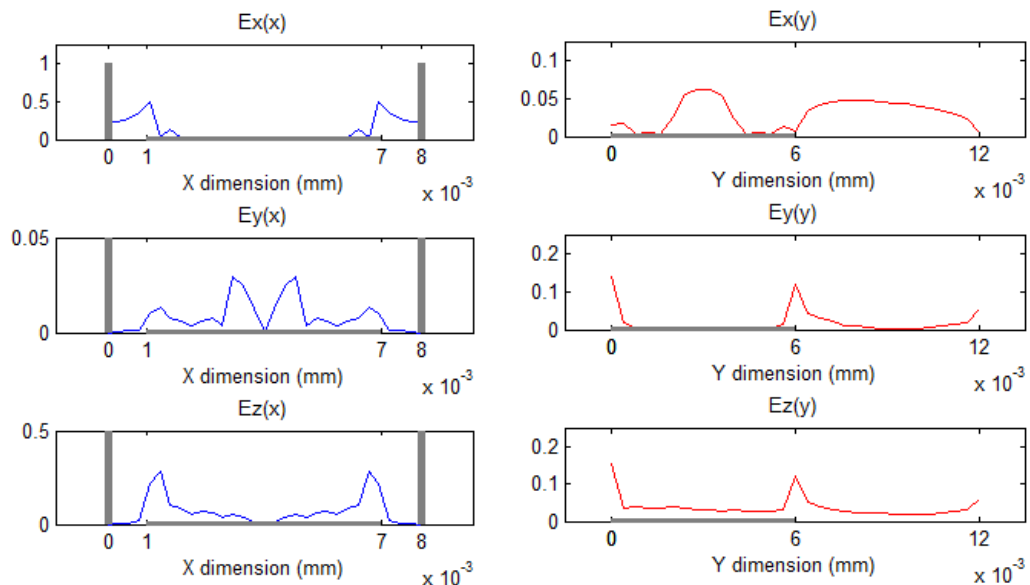 Ex(x)
1
0.5
0
0 1 7 8
X dimension (mm)
x 10^-3
Ex(y)
0.1
0.05
0
0 6 12
Y dimension (mm)
x 10^-3
Ey(x)
0.05
0
0 1 7 8
X dimension (mm)
x 10^-3
Ey(y)
0.2
0.1
0
0 6 12
Y dimension (mm)
x 10^-3
Ez(x)
0.5
0
0 1 7 8
X dimension (mm)
x 10^-3
Ez(y)
0.2
0.1
0
0 6 12
Y dimension (mm)
x 10^-3